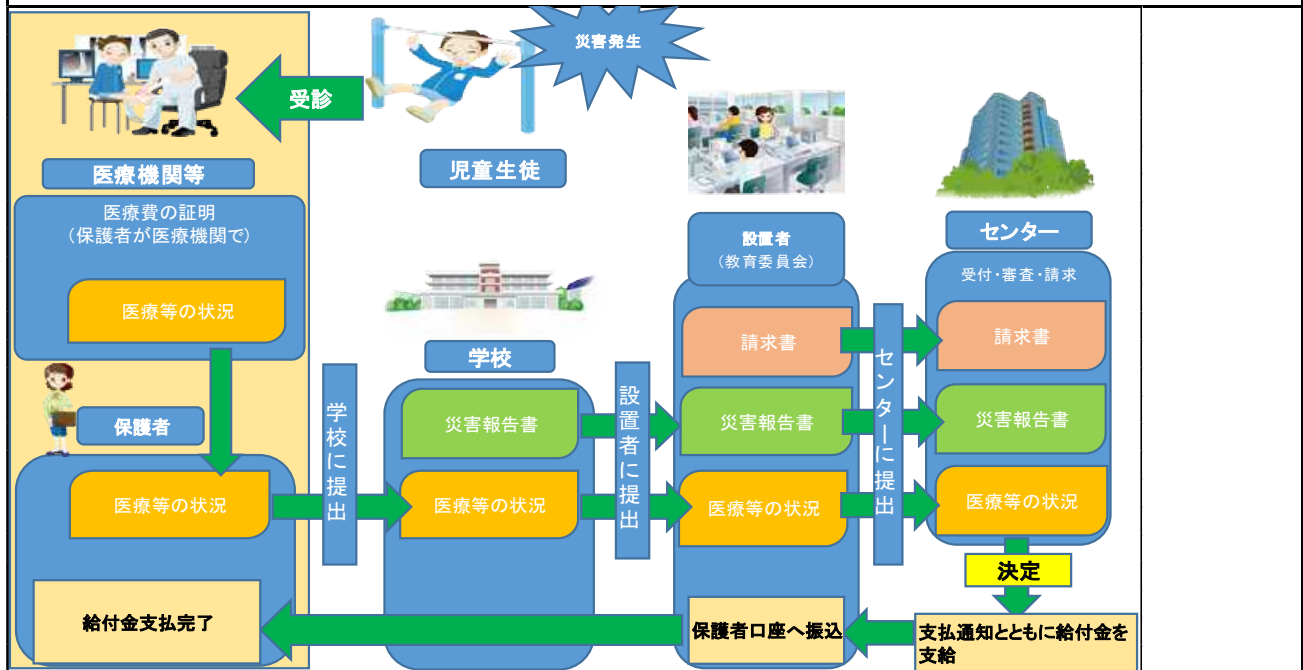 災害発生
受診
医療機関等
児童生徒
医療費の証明
(保護者が医療機関で)
医療等の状況
保護者
医療等の状況
給付金支払完了
学校に提出
学校
災害報告書
医療等の状況
設置者に提出
設置者
(教育委員会)
請求書
災害報告書
医療等の状況
保護者口座へ振込
センターに提出
センター
受付・審査・請求
請求書
災害報告書
医療等の状況
決定
支払通知とともに給付金を
支給